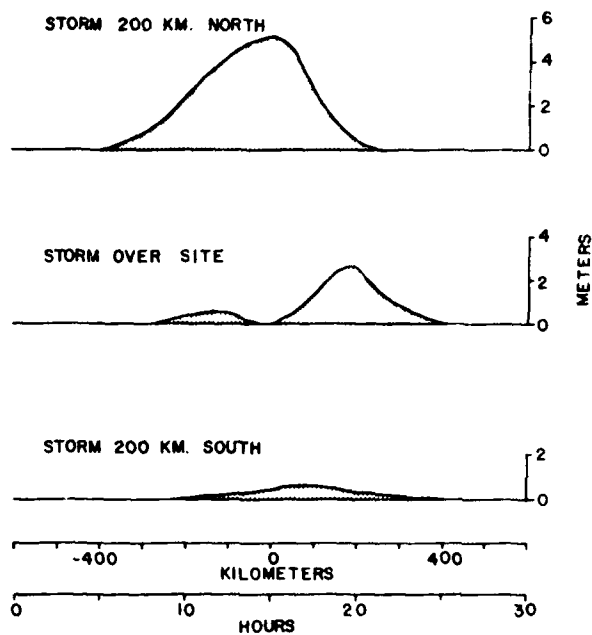 STORM 200 KM. NORTH
6
4
2
0
STORM OVER SITE
4
2
0
METERS
STORM 200 KM. SOUTH
2
0
-400 0 400
KILOMETERS
0 10 20 30
HOURS